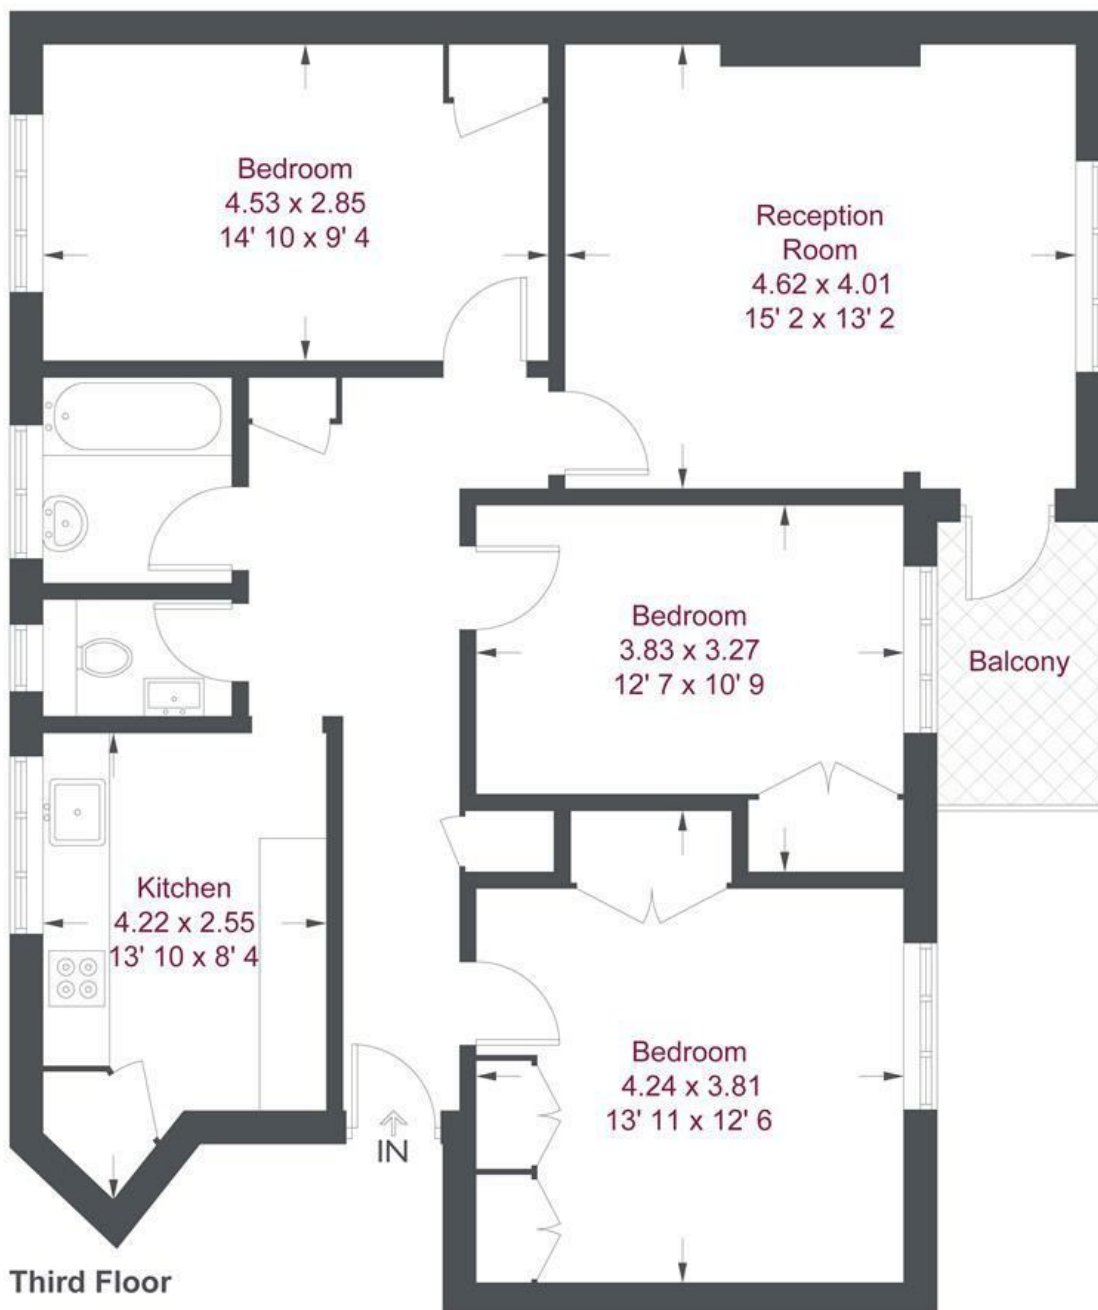 Bedroom
4.53 x 2.85
14' 10 x 9' 4
Reception
Room
4.62 x 4.01
15' 2 x 13' 2
Bedroom
3.83 x 3.27
12' 7 x 10' 9
Balcony
Kitchen
4.22 x 2.55
13' 10 x 8' 4
Bedroom
4.24 x 3.81
13' 11 x 12' 6
IN
Third Floor